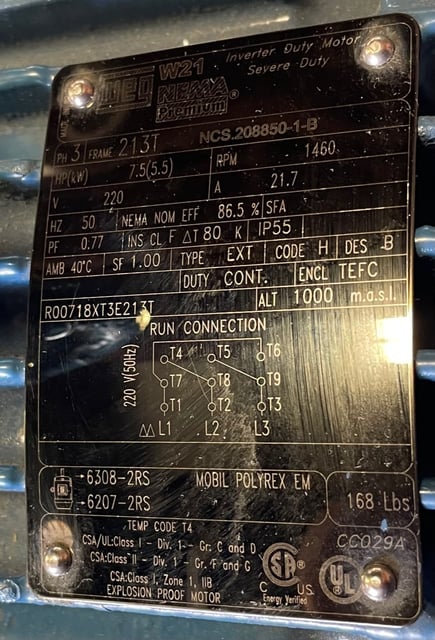 WEG W21 Inverter Duty Motor
NEMA Premium® Severe Duty
NCS.208850-1-B
PH 3 FRAME 213T
HP(kW) 7.5(5.5) RPM 1460
V 220 A 21.7
HZ 50 NEMA NOM EFF 86.5 % SFA
PF 0.77 INS CL F ΔT 80 K IP55
AMB 40°C SF 1.00 TYPE EXT CODE H DES B
DUTY CONT. ENCL TEFC
R00718XT3E213T ALT 1000 m.a.s.l.
RUN CONNECTION
220 V(50Hz)
T4 T5 T6
T7 T8 T9
T1 T2 T3
ΔΔ L1 L2 L3
→6308-2RS MOBIL POLYREX EM
→6207-2RS 168 Lbs
TEMP CODE T4 CC029A
CSA/UL:Class I - Div. 1 - Gr. C and D
CSA:Class II - Div. 1 - Gr. F and G
CSA:Class I, Zone 1, IIB
EXPLOSION PROOF MOTOR
C US
Energy Verified
UL